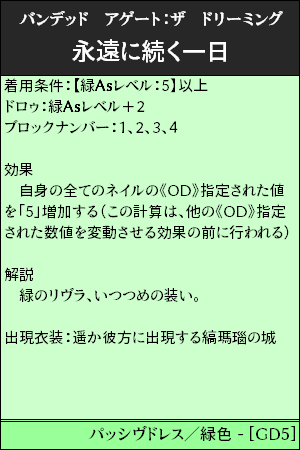 バンデッド　アゲート：ザ　ドリーミング
永遠に続く一日
着用条件：【緑Asレベル：5】以上
ドロゥ：緑Asレベル＋2
ブロックナンバー：1、2、3、4
効果
　自身の全てのネイルの《OD》指定された値
を「5」増加する（この計算は、他の《OD》指定
された数値を変動させる効果の前に行われる）
解説
　緑のリヴラ、いつつめの装い。
出現衣装：遥か彼方に出現する縞瑪瑙の城
パッシヴドレス／緑色 - ［GD5］